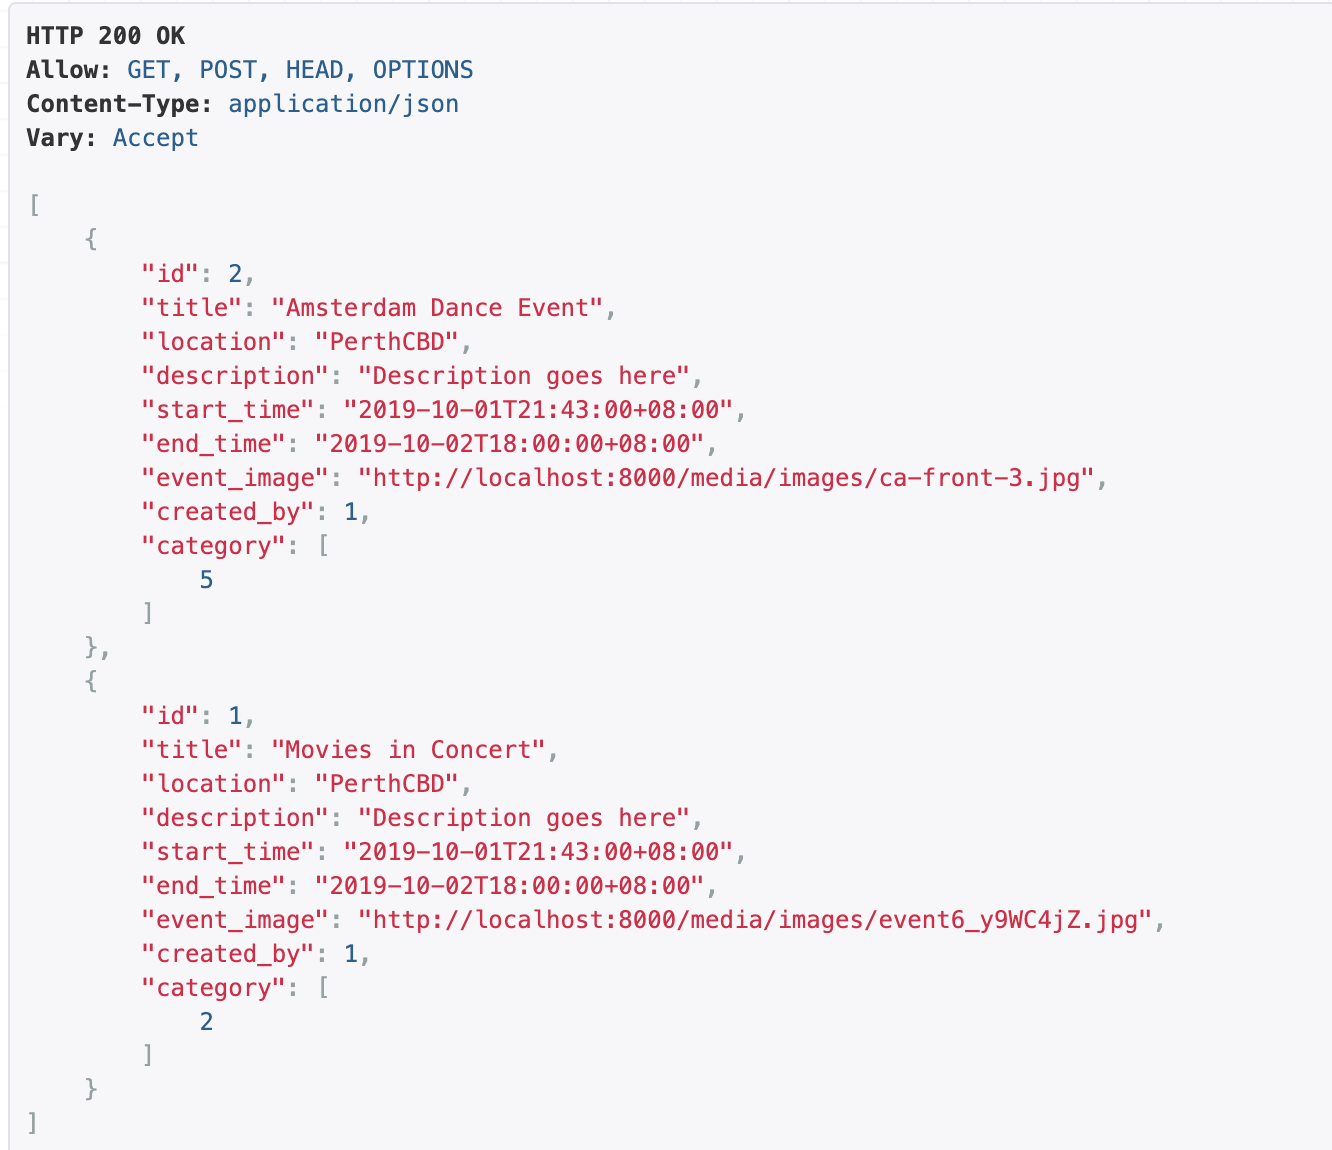 HTTP 200 OK
Allow: GET, POST, HEAD, OPTIONS
Content-Type: application/json
Vary: Accept
[
{
"id": 2,
"title": "Amsterdam Dance Event",
"location": "PerthCBD",
"description": "Description goes here",
"start_time": "2019-10-01T21:43:00+08:00",
"end_time": "2019-10-02T18:00:00+08:00",
"event_image": "http://localhost:8000/media/images/ca-front-3.jpg",
"created_by": 1,
"category": [
5
]
},
{
"id": 1,
"title": "Movies in Concert",
"location": "PerthCBD",
"description": "Description goes here",
"start_time": "2019-10-01T21:43:00+08:00",
"end_time": "2019-10-02T18:00:00+08:00",
"event_image": "http://localhost:8000/media/images/event6_y9WC4jZ.jpg",
"created_by": 1,
"category": [
2
]
}
]